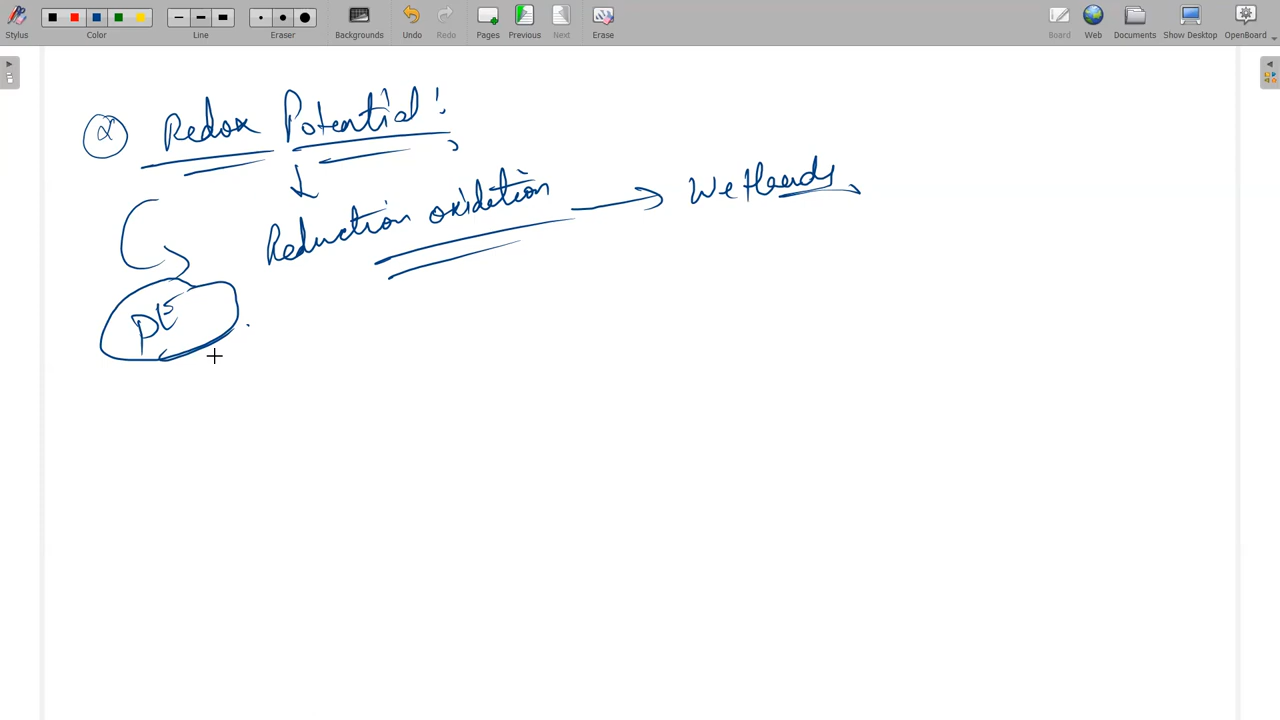 Stylus Color Line Eraser Backgrounds Undo Redo Pages Previous Next Erase Board Web Documents Show Desktop OpenBoard
α Redox Potential:
Reduction oxidation → Wetlands
PE